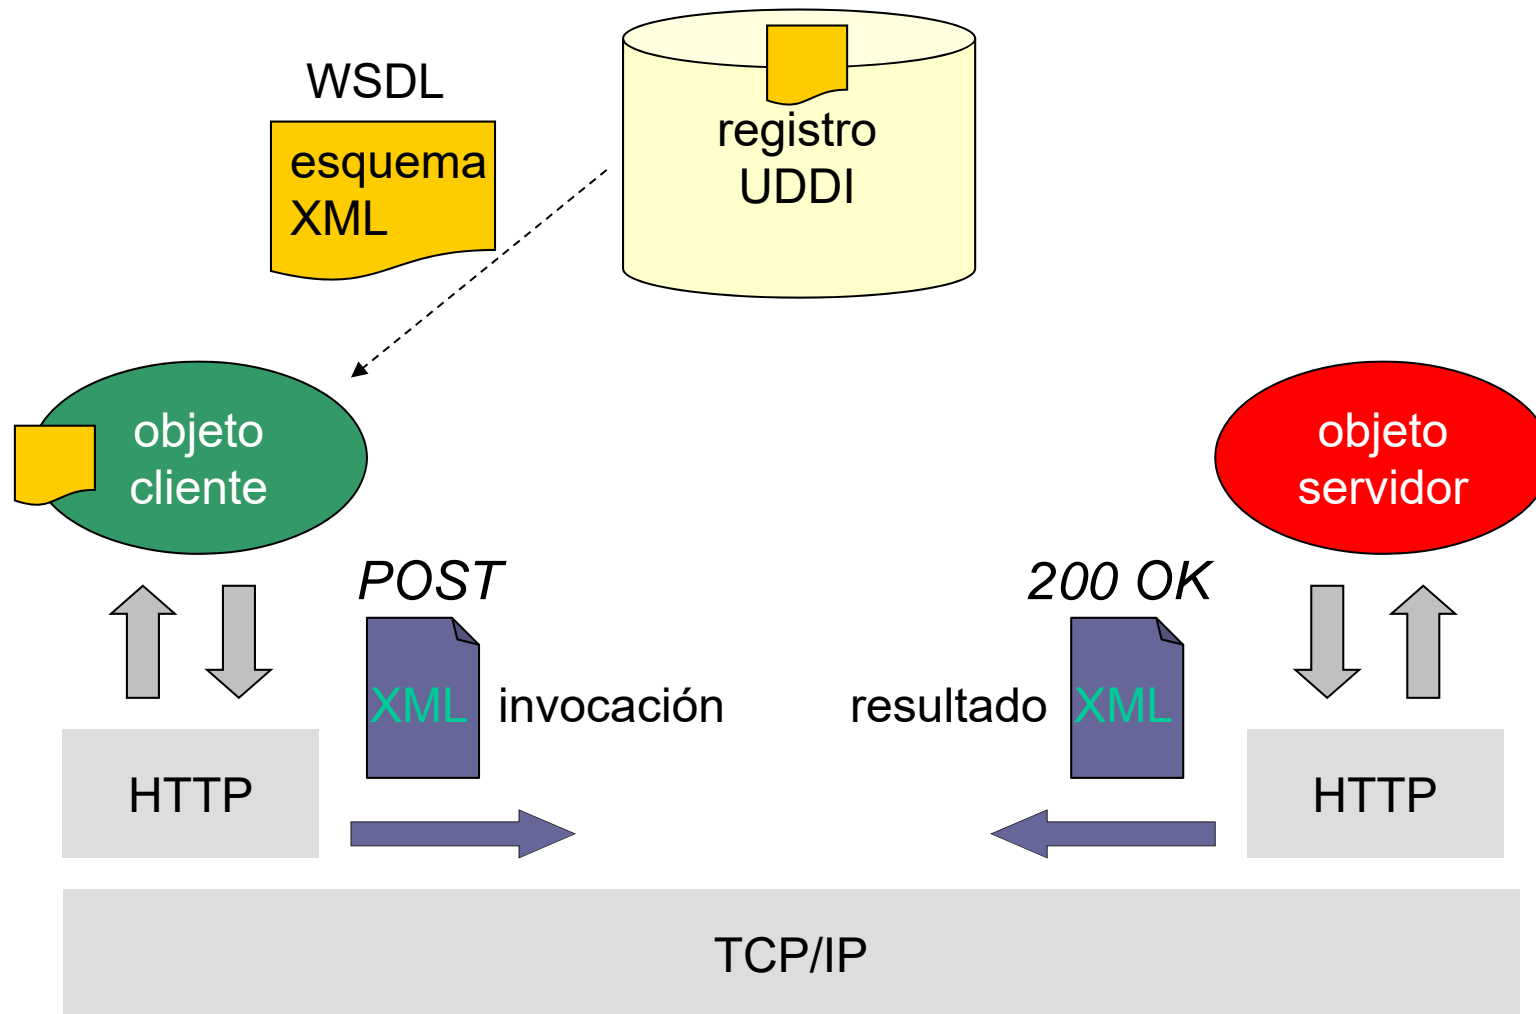 WSDL
esquema
XML
registro
UDDI
objeto
cliente
objeto
servidor
POST
XML
invocación
200 OK
resultado
XML
HTTP
HTTP
TCP/IP